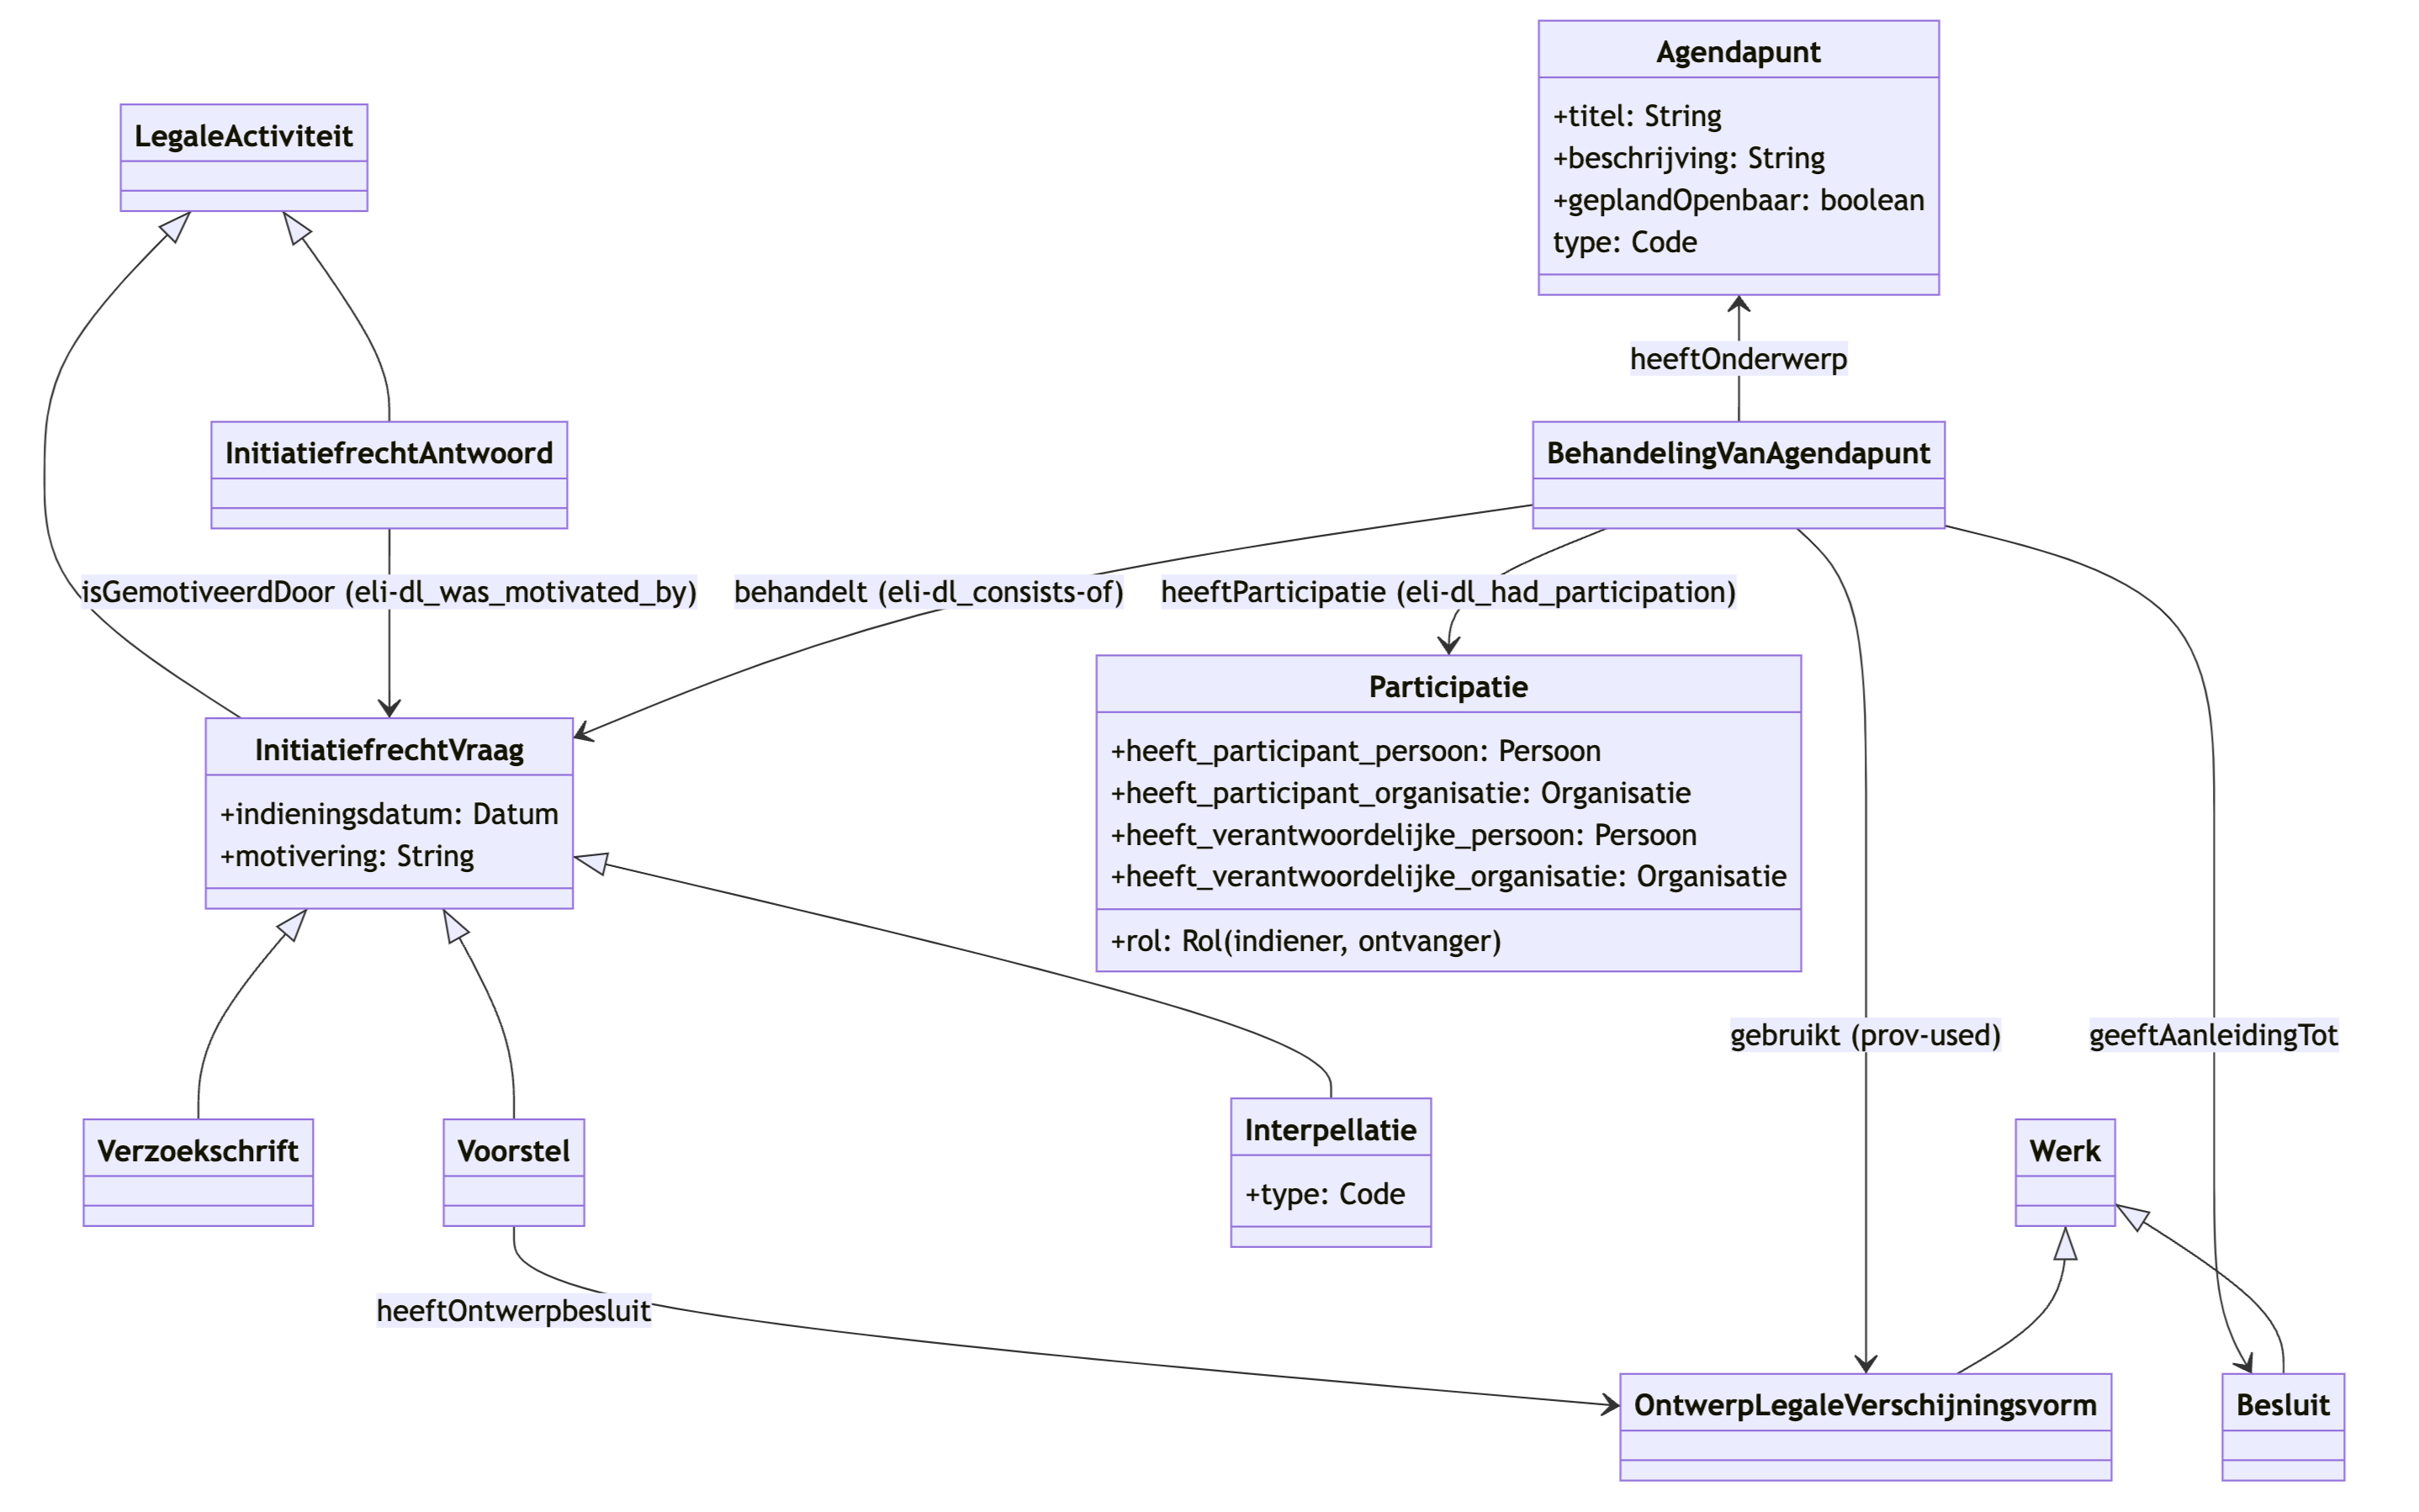 Agendapunt
+titel: String
+beschrijving: String
+geplandOpenbaar: boolean
type: Code
LegaleActiviteit
heeftOnderwerp
InitiatiefrechtAntwoord
BehandelingVanAgendapunt
isGemotiveerdDoor (eli-dl_was_motivated_by)
behandelt (eli-dl_consists-of)
heeftParticipatie (eli-dl_had_participation)
Participatie
+heeft_participant_persoon: Persoon
+heeft_participant_organisatie: Organisatie
+heeft_verantwoordelijke_persoon: Persoon
+heeft_verantwoordelijke_organisatie: Organisatie
+rol: Rol(indiener, ontvanger)
InitiatiefrechtVraag
+indieningsdatum: Datum
+motivering: String
gebruikt (prov-used)
geeftAanleidingTot
Verzoekschrift
Voorstel
Interpellatie
+type: Code
Werk
heeftOntwerpbesluit
OntwerpLegaleVerschijningsvorm
Besluit